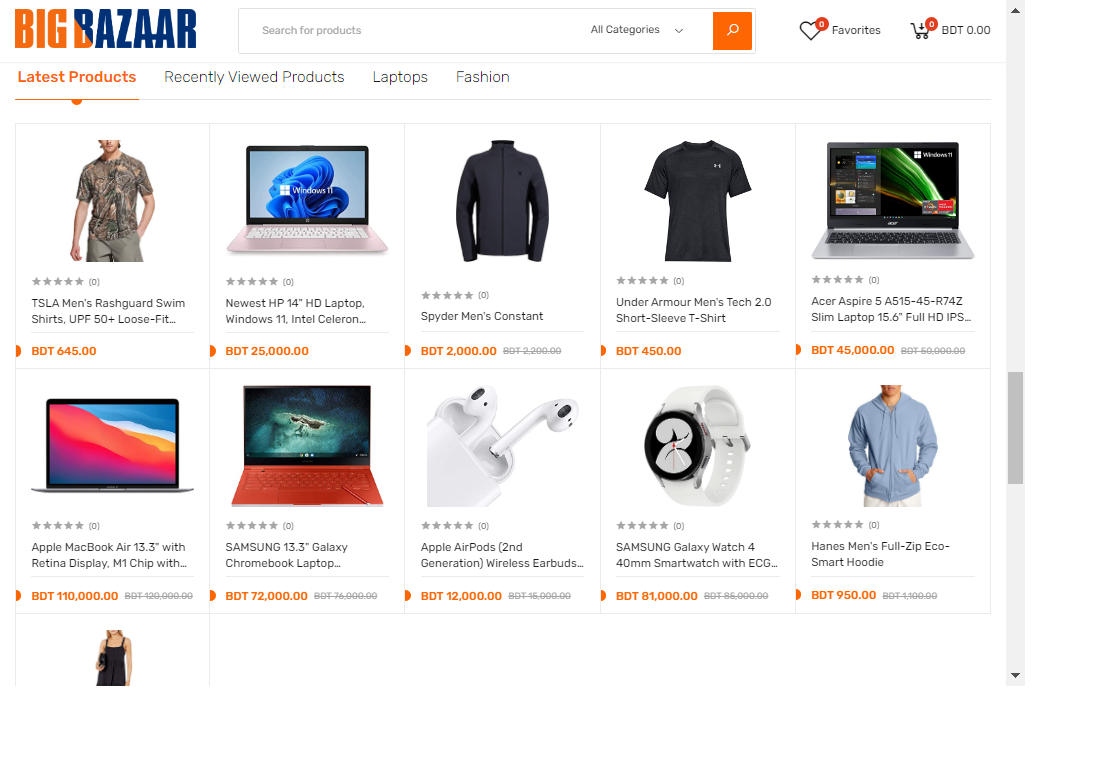 BIG BAZAAR
Search for products
All Categories
0
Favorites
0
BDT 0.00
Latest Products
Recently Viewed Products
Laptops
Fashion
Windows 11
Windows 11
acer
(0)
TSLA Men's Rashguard Swim
Shirts, UPF 50+ Loose-Fit...
BDT 645.00
(0)
Newest HP 14" HD Laptop,
Windows 11, Intel Celeron...
BDT 25,000.00
(0)
Spyder Men's Constant
BDT 2,000.00 BDT 2,200.00
(0)
Under Armour Men's Tech 2.0
Short-Sleeve T-Shirt
BDT 450.00
(0)
Acer Aspire 5 A515-45-R74Z
Slim Laptop 15.6" Full HD IPS...
BDT 45,000.00 BDT 50,000.00
(0)
Apple MacBook Air 13.3" with
Retina Display, M1 Chip with...
BDT 110,000.00 BDT 120,000.00
(0)
SAMSUNG 13.3" Galaxy
Chromebook Laptop...
BDT 72,000.00 BDT 76,000.00
(0)
Apple AirPods (2nd
Generation) Wireless Earbuds...
BDT 12,000.00 BDT 15,000.00
(0)
SAMSUNG Galaxy Watch 4
40mm Smartwatch with ECG...
BDT 81,000.00 BDT 85,000.00
(0)
Hanes Men's Full-Zip Eco-
Smart Hoodie
BDT 950.00 BDT 1,100.00